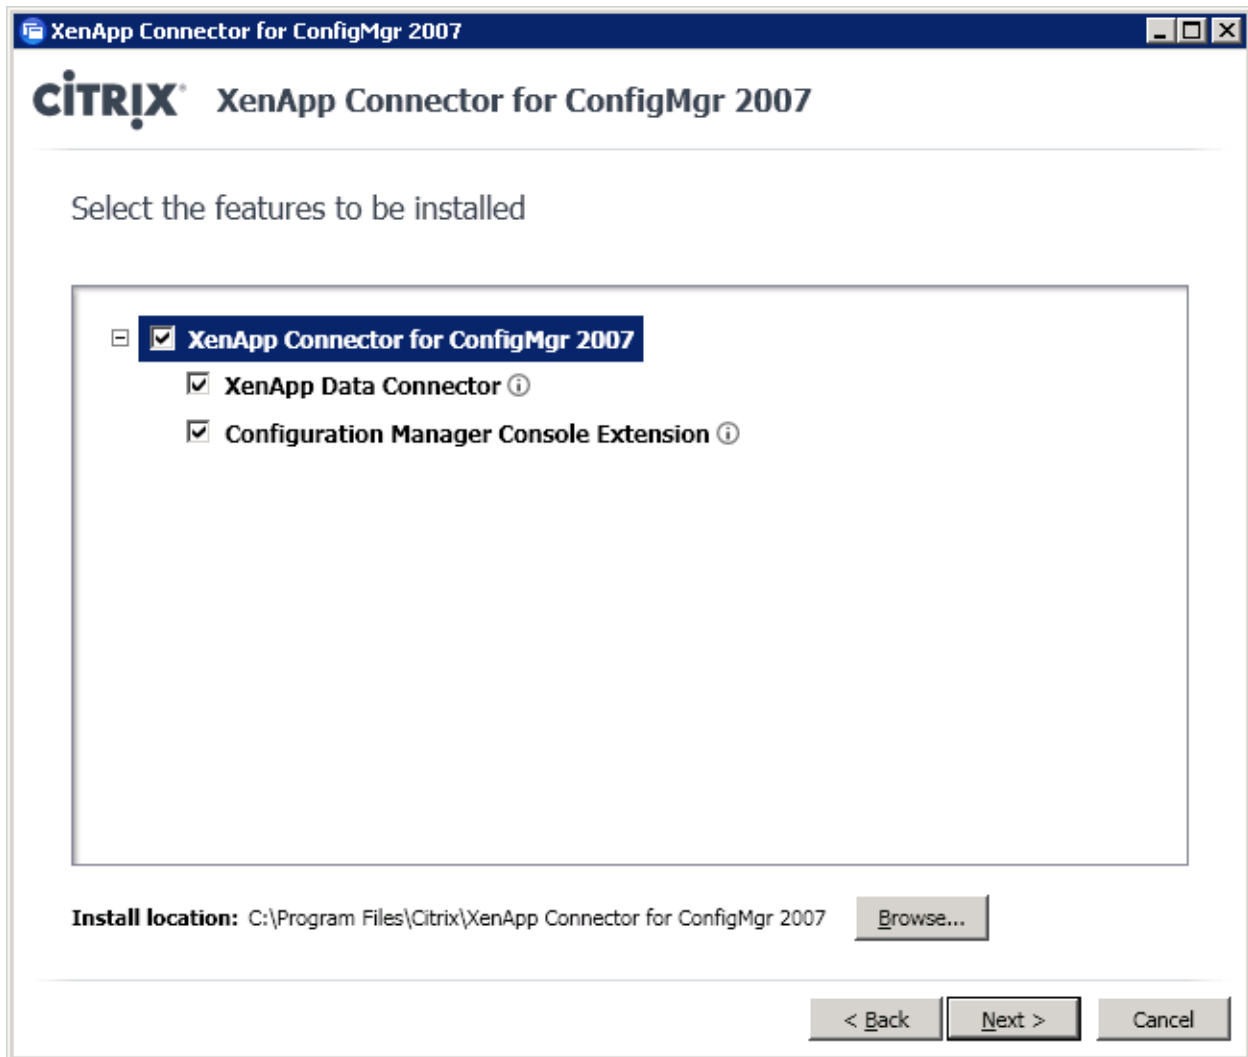 XenApp Connector for ConfigMgr 2007
CİTRIX® XenApp Connector for ConfigMgr 2007
Select the features to be installed
XenApp Connector for ConfigMgr 2007
XenApp Data Connector
Configuration Manager Console Extension
Install location: C:\Program Files\Citrix\XenApp Connector for ConfigMgr 2007 Browse...
< Back Next > Cancel